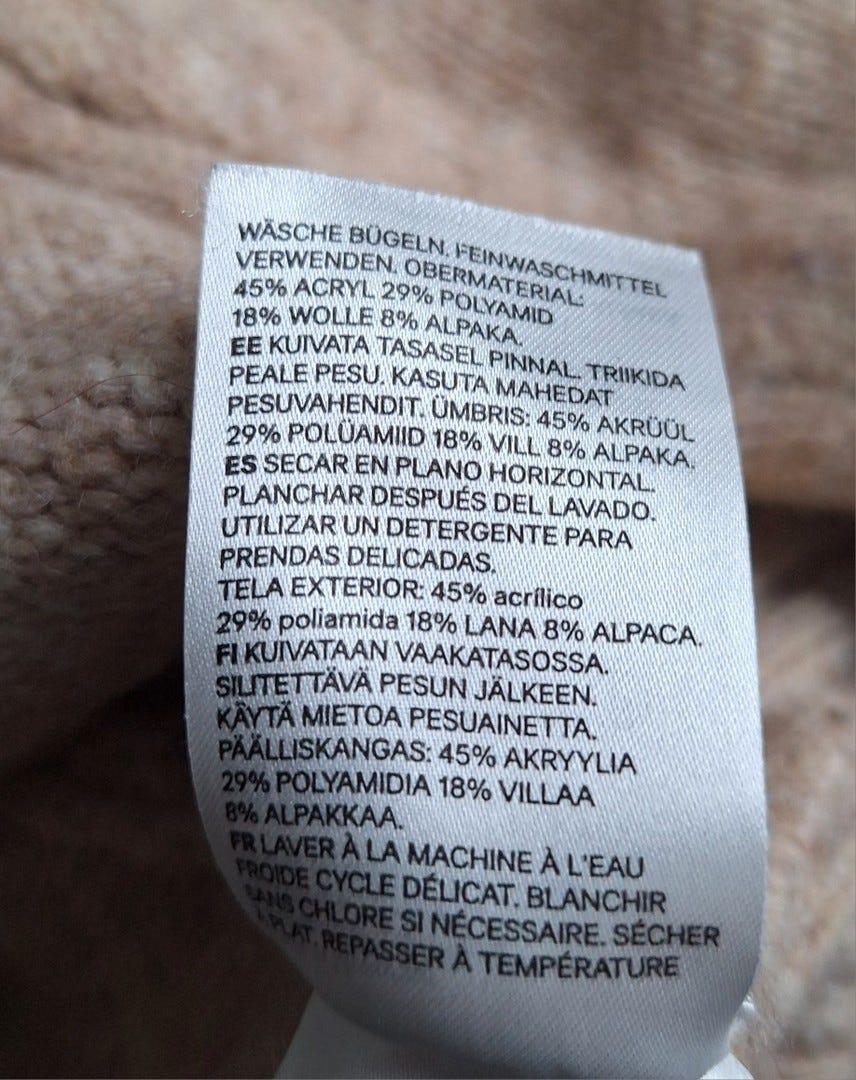 WÄSCHE BÜGELN. FEINWASCHMITTEL
VERWENDEN. OBERMATERIAL:
45% ACRYL 29% POLYAMID
18% WOLLE 8% ALPAKA.
EE KUIVATA TASASEL PINNAL. TRIIKIDA
PEALE PESU. KASUTA MAHEDAT
PESUVAHENDIT. ÜMBRIS: 45% AKRÜÜL
29% POLÜAMIID 18% VILL 8% ALPAKA.
ES SECAR EN PLANO HORIZONTAL.
PLANCHAR DESPUÉS DEL LAVADO.
UTILIZAR UN DETERGENTE PARA
PRENDAS DELICADAS.
TELA EXTERIOR: 45% acrílico
29% poliamida 18% LANA 8% ALPACA.
FI KUIVATAAN VAAKATASOSSA.
SILITETTÄVÄ PESUN JÄLKEEN.
KÄYTÄ MIETOA PESUAINETTA.
PÄÄLLISKANGAS: 45% AKRYYLIA
29% POLYAMIDIA 18% VILLAA
8% ALPAKKAA.
FR LAVER À LA MACHINE À L'EAU
FROIDE CYCLE DÉLICAT. BLANCHIR
SANS CHLORE SI NÉCESSAIRE. SÉCHER
À PLAT. REPASSER À TEMPÉRATURE